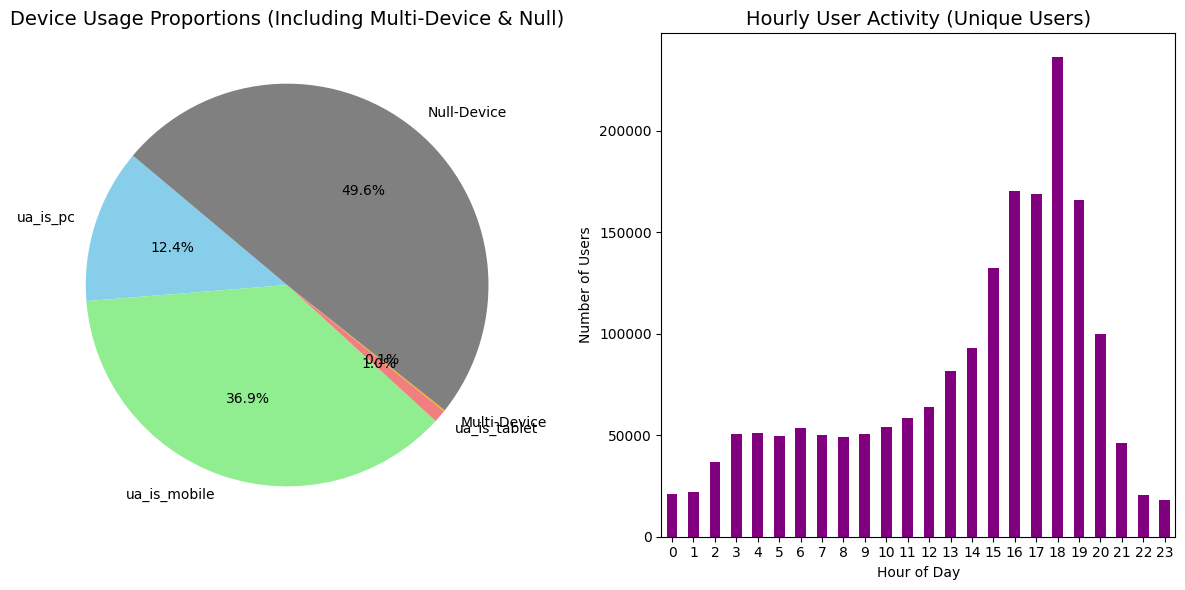 Device Usage Proportions (Including Multi-Device & Null)
Null-Device
49.6%
ua_is_pc
12.4%
0.1%
1.0%
36.9%
Multi-Device
ua_is_tablet
ua_is_mobile
Hourly User Activity (Unique Users)
Number of Users
200000
150000
100000
50000
0
0 1 2 3 4 5 6 7 8 9 10 11 12 13 14 15 16 17 18 19 20 21 22 23
Hour of Day